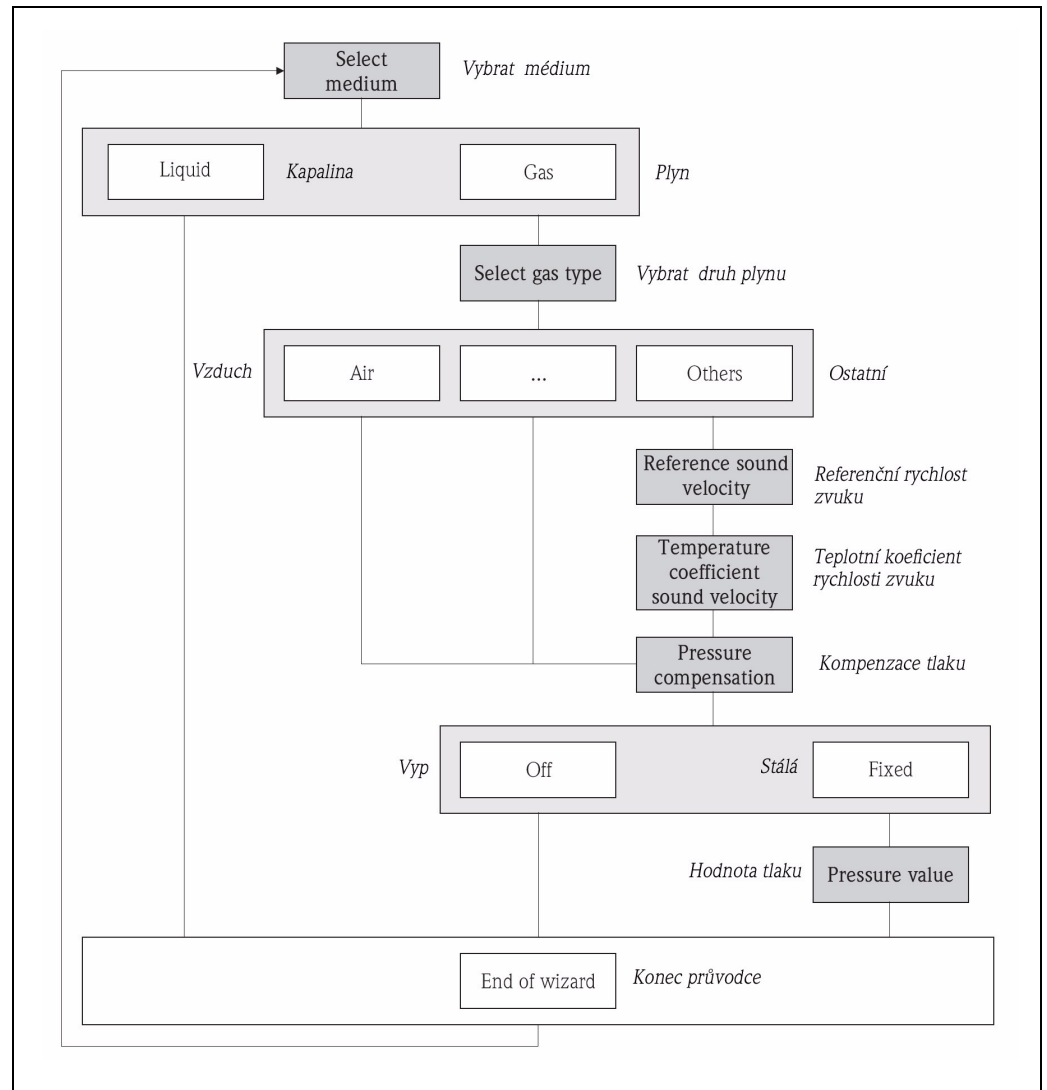 Select
medium
Vybrat médium
Liquid
Kapalina
Gas
Plyn
Select gas type
Vybrat druh plynu
Vzduch
Air
...
Others
Ostatní
Reference sound
velocity
Referenční rychlost
zvuku
Temperature
coefficient
sound velocity
Teplotní koeficient
rychlosti zvuku
Pressure
compensation
Kompenzace tlaku
Vyp
Off
Stálá
Fixed
Hodnota tlaku
Pressure value
End of wizard
Konec průvodce